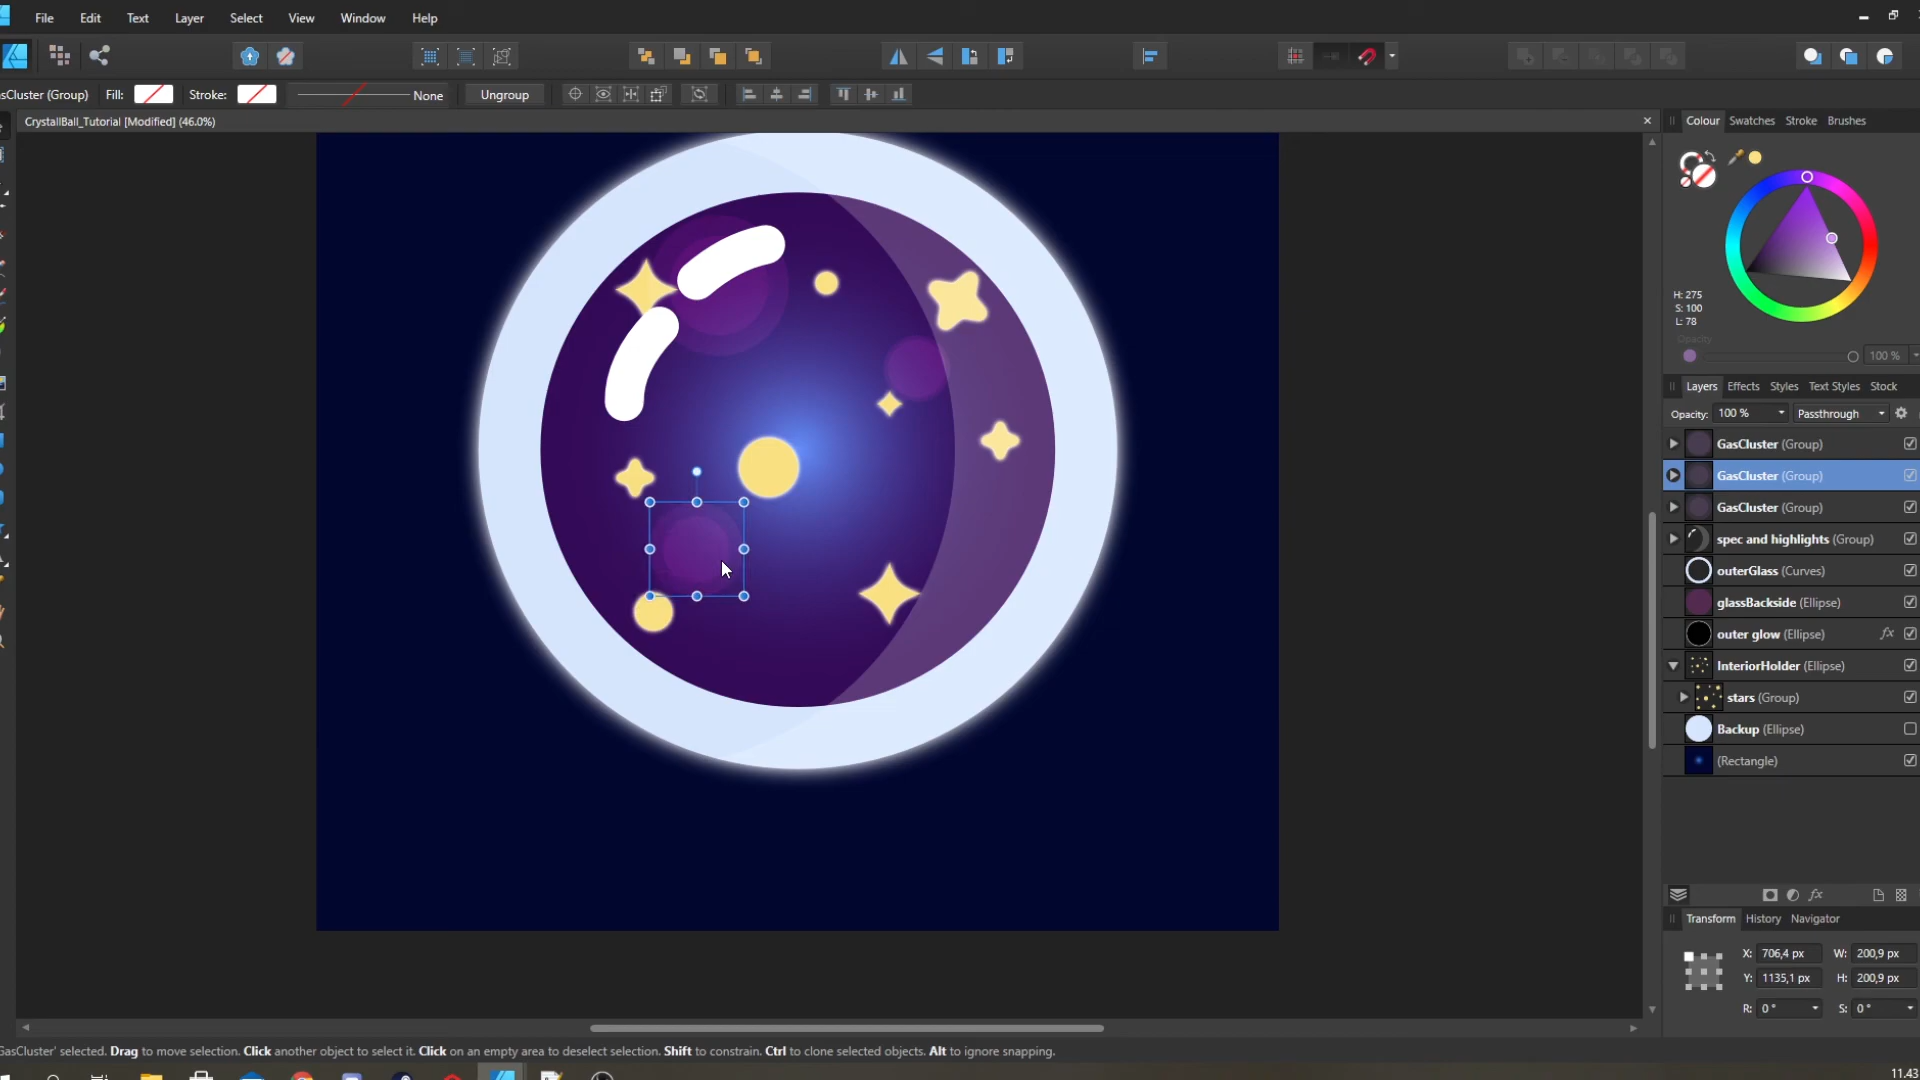 File Edit Text Layer Select View Window Help
sCluster (Group) Fill: Stroke: None Ungroup
CrystallBall_Tutorial [Modified] (46.0%)
Colour Swatches Stroke Brushes
H: 275
S: 100
L: 78
Opacity
100 %
Layers Effects Styles Text Styles Stock
Opacity: 100 % Passthrough
GasCluster (Group)
GasCluster (Group)
GasCluster (Group)
spec and highlights (Group)
outerGlass (Curves)
glassBackside (Ellipse)
outer glow (Ellipse) fx
InteriorHolder (Ellipse)
stars (Group)
Backup (Ellipse)
(Rectangle)
fx
Transform History Navigator
X: 706,4 px W: 200,9 px
Y: 1135,1 px H: 200,9 px
R: 0 ° S: 0 °
GasCluster' selected. Drag to move selection. Click another object to select it. Click on an empty area to deselect selection. Shift to constrain. Ctrl to clone selected objects. Alt to ignore snapping.
11.43